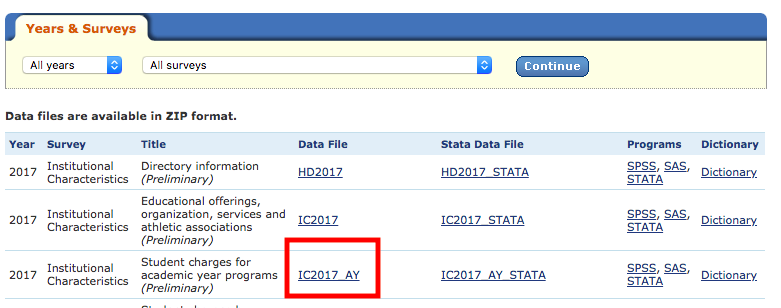 Years & Surveys
All years All surveys Continue
Data files are available in ZIP format.
Year Survey Title Data File Stata Data File Programs Dictionary
2017 Institutional Characteristics Directory information (Preliminary) HD2017 HD2017_STATA SPSS, SAS, STATA Dictionary
2017 Institutional Characteristics Educational offerings, organization, services and athletic associations (Preliminary) IC2017 IC2017_STATA SPSS, SAS, STATA Dictionary
2017 Institutional Characteristics Student charges for academic year programs (Preliminary) IC2017_AY IC2017_AY_STATA SPSS, SAS, STATA Dictionary